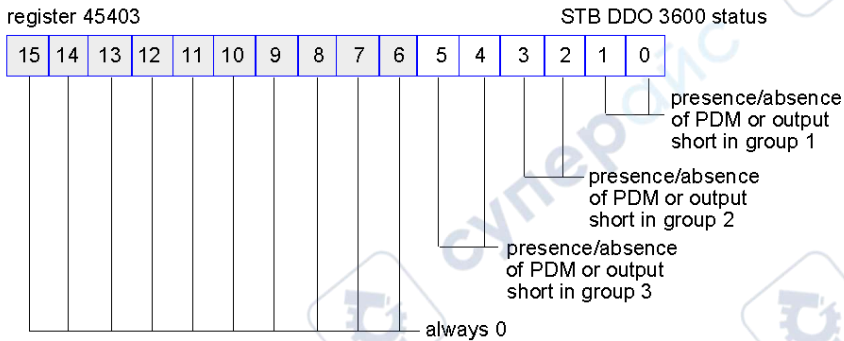 register 45403
STB DDO 3600 status
15 14 13 12 11 10 9 8 7 6 5 4 3 2 1 0
presence/absence
of PDM or output
short in group 1
presence/absence
of PDM or output
short in group 2
presence/absence
of PDM or output
short in group 3
always 0
суперайс